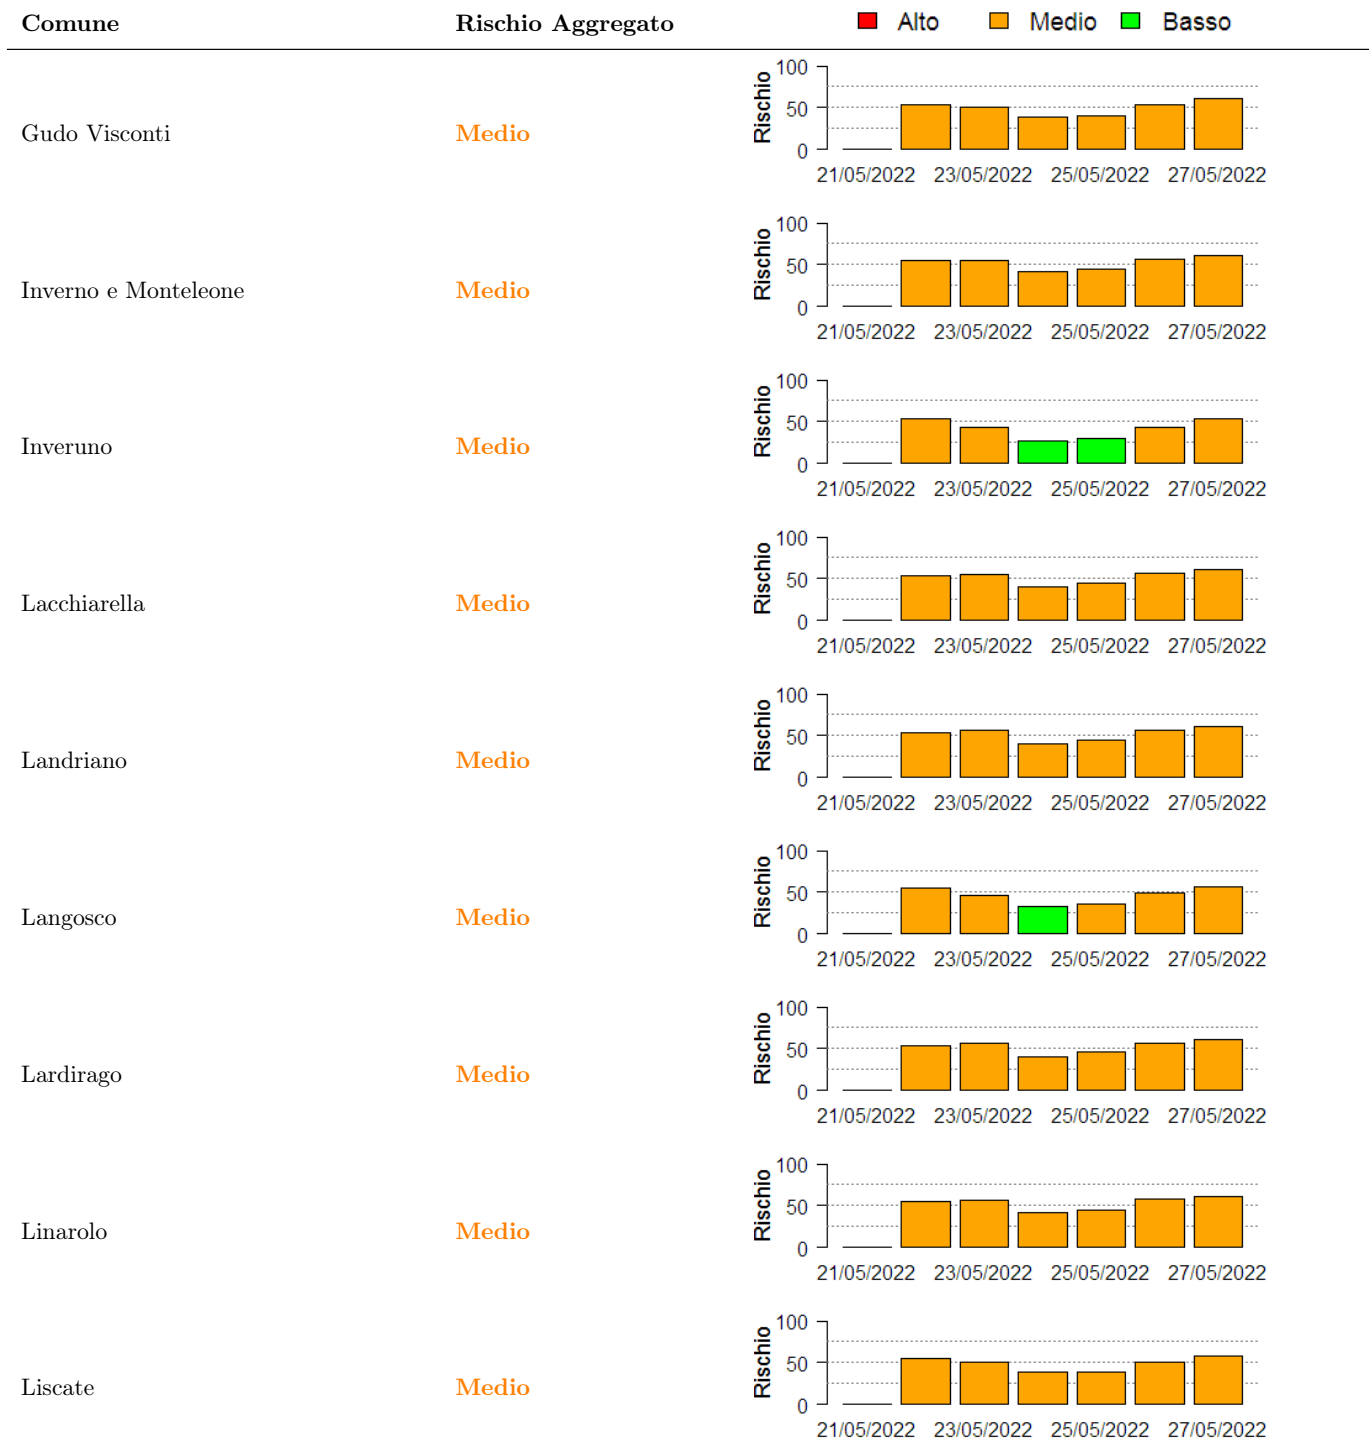 Comune Rischio Aggregato Alto Medio Basso
100
50
0
Rischio
Gudo Visconti Medio
21/05/2022 23/05/2022 25/05/2022 27/05/2022
100
50
0
Rischio
Inverno e Monteleone Medio
21/05/2022 23/05/2022 25/05/2022 27/05/2022
100
50
0
Rischio
Inveruno Medio
21/05/2022 23/05/2022 25/05/2022 27/05/2022
100
50
0
Rischio
Lacchiarella Medio
21/05/2022 23/05/2022 25/05/2022 27/05/2022
100
50
0
Rischio
Landriano Medio
21/05/2022 23/05/2022 25/05/2022 27/05/2022
100
50
0
Rischio
Langosco Medio
21/05/2022 23/05/2022 25/05/2022 27/05/2022
100
50
0
Rischio
Lardirago Medio
21/05/2022 23/05/2022 25/05/2022 27/05/2022
100
50
0
Rischio
Linarolo Medio
21/05/2022 23/05/2022 25/05/2022 27/05/2022
100
50
0
Rischio
Liscate Medio
21/05/2022 23/05/2022 25/05/2022 27/05/2022